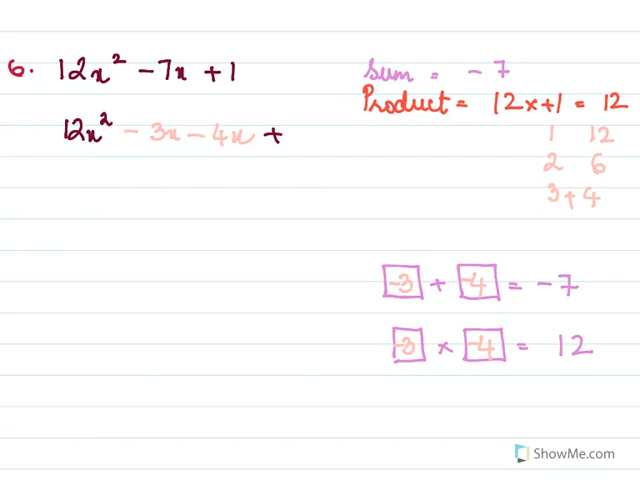 6. 12x² - 7x + 1
Sum = - 7
Product = 12 x + 1 = 12
12x² - 3x - 4x +
1 12
2 6
3 + 4
-3 + -4 = -7
-3 × -4 = 12
ShowMe.com